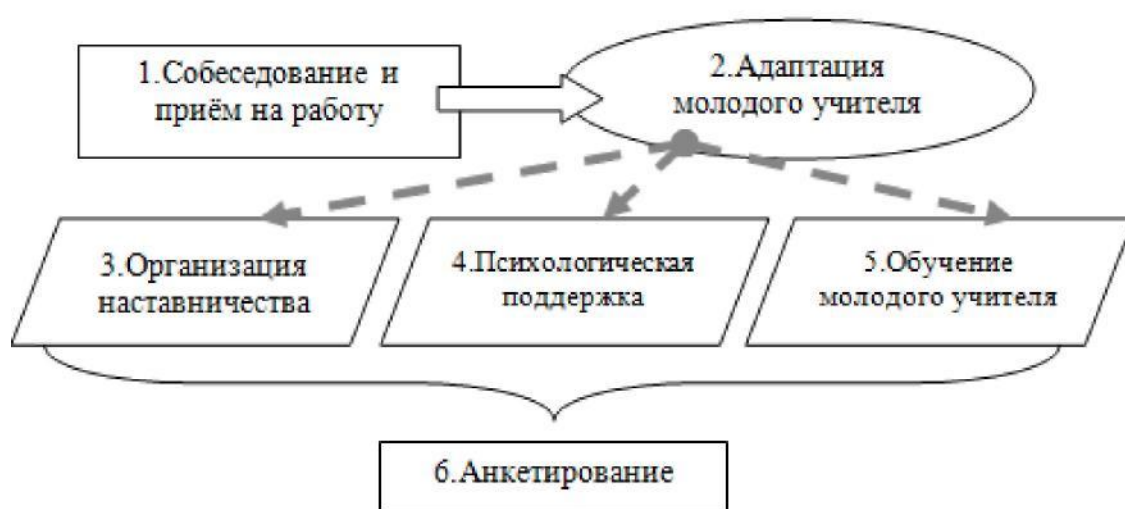 1.Собеседование и
приём на работу
2.Адаптация
молодого учителя
3.Организация
наставничества
4.Психологическая
поддержка
5.Обучение
молодого учителя
6.Анкетирование